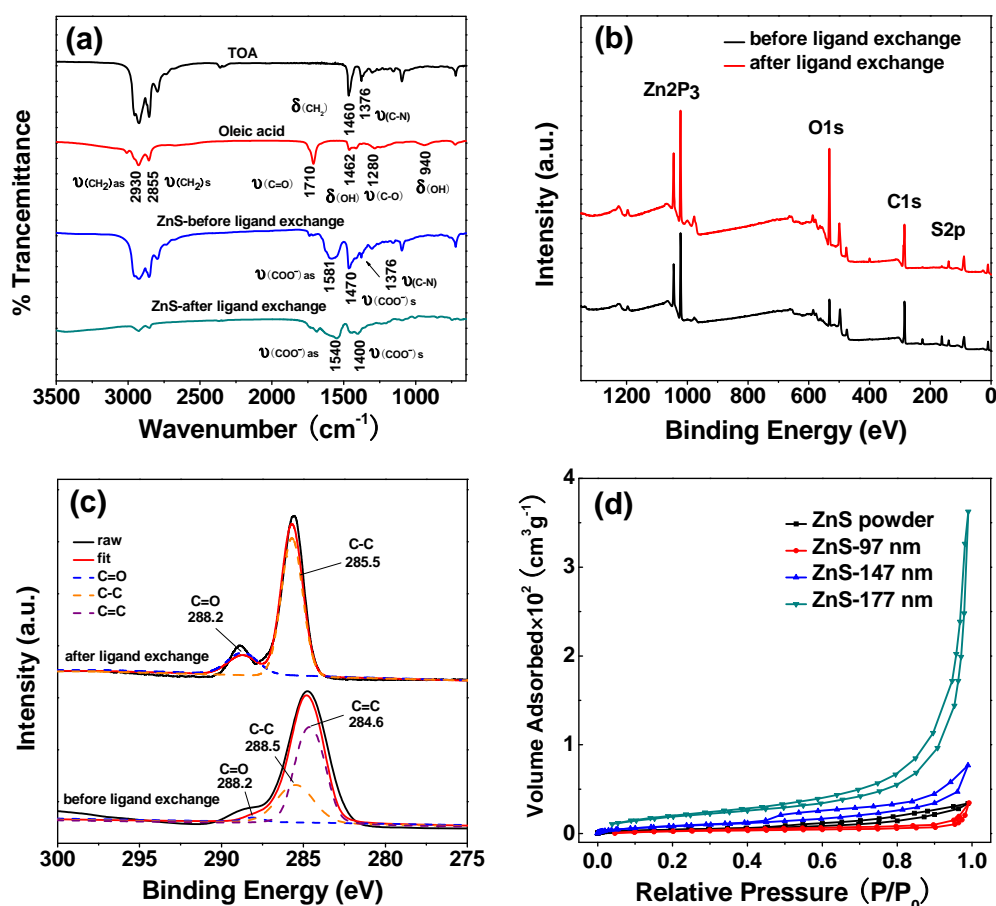 (a)
TOA
δ(CH2)
1460
1376
υ(C-N)
Oleic acid
υ(CH2)as
2930
2855
υ(CH2)s
υ(C=O)
1710
1462
δ(OH)
1280
υ(C-O)
940
δ(OH)
ZnS-before ligand exchange
υ(COO⁻)as
1581
1470
υ(COO⁻)s
1376
υ(C-N)
ZnS-after ligand exchange
υ(COO⁻)as
1540
1400
υ(COO⁻)s
% Trancemittance
3500 3000 2500 2000 1500 1000
Wavenumber (cm⁻¹)
(b)
before ligand exchange
after ligand exchange
Zn2P3
O1s
C1s
S2p
Intensity (a.u.)
1200 1000 800 600 400 200 0
Binding Energy (eV)
(c)
raw
fit
C=O
C-C
C=C
C-C
285.5
C=O
288.2
after ligand exchange
C=C
284.6
C-C
288.5
C=O
288.2
before ligand exchange
Intensity (a.u.)
300 295 290 285 280 275
Binding Energy (eV)
(d)
ZnS powder
ZnS-97 nm
ZnS-147 nm
ZnS-177 nm
Volume Adsorbed×10² (cm³g⁻¹)
4
3
2
1
0
0.0 0.2 0.4 0.6 0.8 1.0
Relative Pressure (P/P₀)